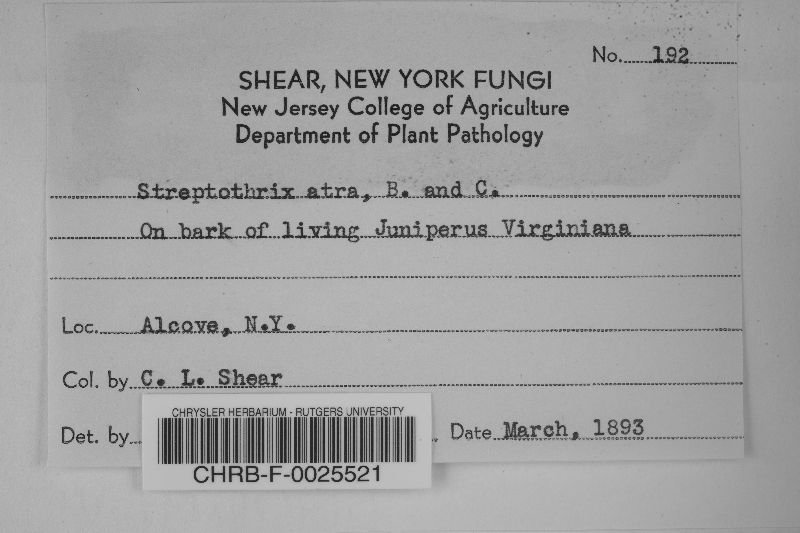 No. 192
SHEAR, NEW YORK FUNGI
New Jersey College of Agriculture
Department of Plant Pathology
Streptothrix atra, B. and C.
On bark of living Juniperus Virginiana
Loc. Alcove, N.Y.
Col. by C. L. Shear
Det. by Date March, 1893
CHRYSLER HERBARIUM - RUTGERS UNIVERSITY
CHRB-F-0025521